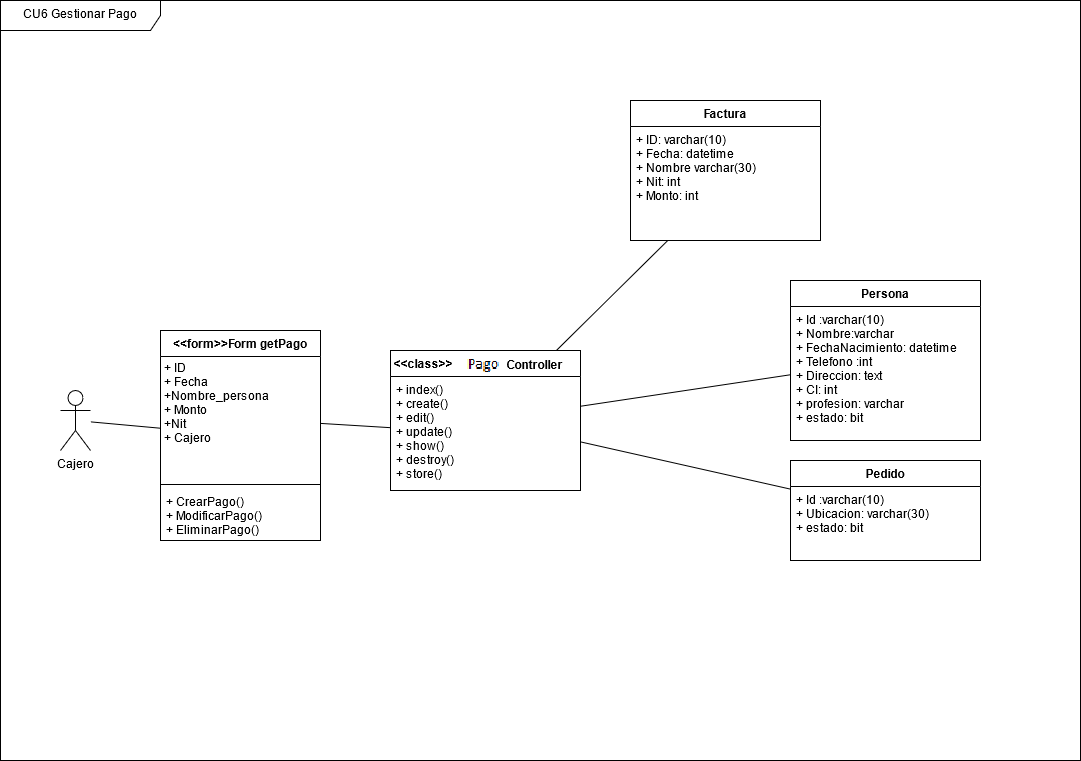 CU6 Gestionar Pago
Factura
+ ID: varchar(10)
+ Fecha: datetime
+ Nombre varchar(30)
+ Nit: int
+ Monto: int
Persona
+ Id :varchar(10)
+ Nombre:varchar
+ FechaNacimiento: datetime
+ Telefono :int
+ Direccion: text
+ CI: int
+ profesion: varchar
+ estado: bit
<<form>>Form getPago
+ ID
+ Fecha
+Nombre_persona
+ Monto
+Nit
+ Cajero
+ CrearPago()
+ ModificarPago()
+ EliminarPago()
<<class>> Pago Controller
+ index()
+ create()
+ edit()
+ update()
+ show()
+ destroy()
+ store()
Cajero
Pedido
+ Id :varchar(10)
+ Ubicacion: varchar(30)
+ estado: bit